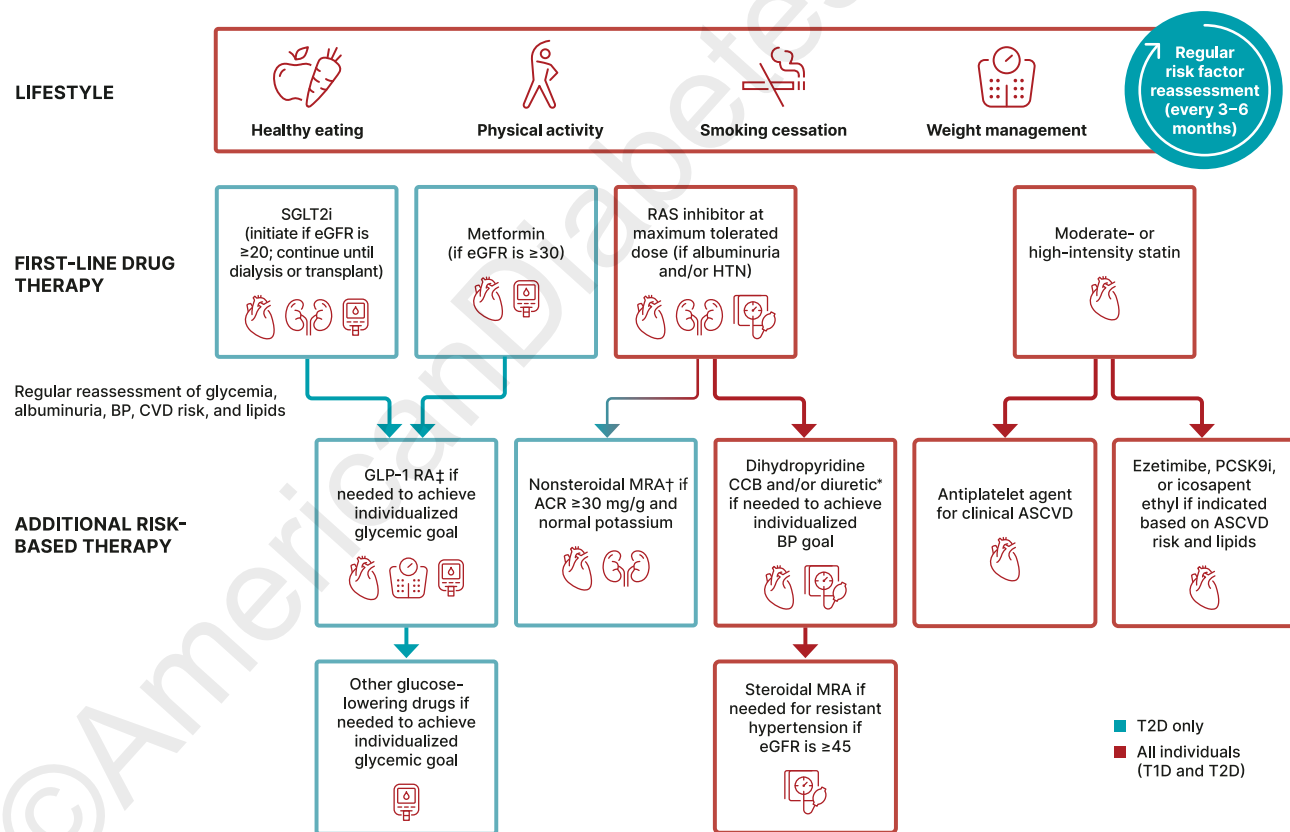 LIFESTYLE
Healthy eating
Physical activity
Smoking cessation
Weight management
Regular
risk factor
reassessment
(every 3–6
months)
FIRST-LINE DRUG
THERAPY
SGLT2i
(initiate if eGFR is
≥20; continue until
dialysis or transplant)
Metformin
(if eGFR is ≥30)
RAS inhibitor at
maximum tolerated
dose (if albuminuria
and/or HTN)
Moderate- or
high-intensity statin
Regular reassessment of glycemia,
albuminuria, BP, CVD risk, and lipids
ADDITIONAL RISK-
BASED THERAPY
GLP-1 RA‡ if
needed to achieve
individualized
glycemic goal
Nonsteroidal MRA† if
ACR ≥30 mg/g and
normal potassium
Dihydropyridine
CCB and/or diuretic*
if needed to achieve
individualized
BP goal
Antiplatelet agent
for clinical ASCVD
Ezetimibe, PCSK9i,
or icosapent
ethyl if indicated
based on ASCVD
risk and lipids
Other glucose-
lowering drugs if
needed to achieve
individualized
glycemic goal
Steroidal MRA if
needed for resistant
hypertension if
eGFR is ≥45
T2D only
All individuals
(T1D and T2D)
©AmericanDiabetes